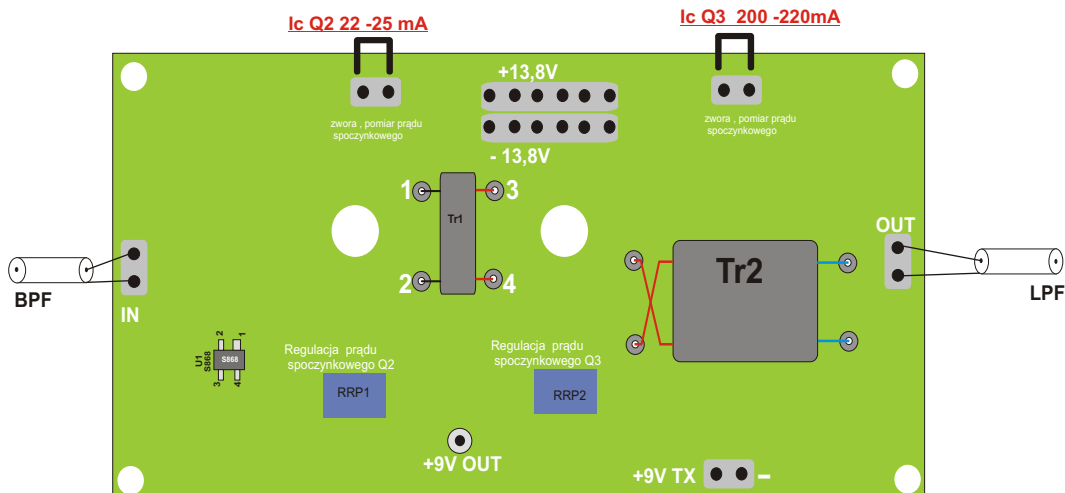 Ic Q2 22 -25 mA
Ic Q3 200 -220mA
+13,8V
zwora , pomiar prądu
spoczynkowego
zwora , pomiar prądu
spoczynkowego
- 13,8V
1
3
Tr1
2
4
OUT
Tr2
BPF
IN
LPF
U1
S868
2
1
S868
3
4
Regulacja prądu
spoczynkowego Q2
RRP1
Regulacja prądu
spoczynkowego Q3
RRP2
+9V OUT
+9V TX
–